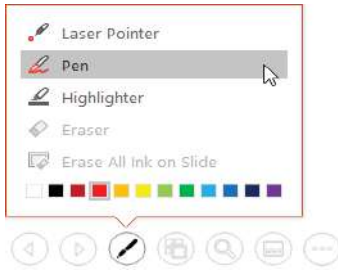 Laser Pointer
Pen
Highlighter
Eraser
Erase All Ink on Slide